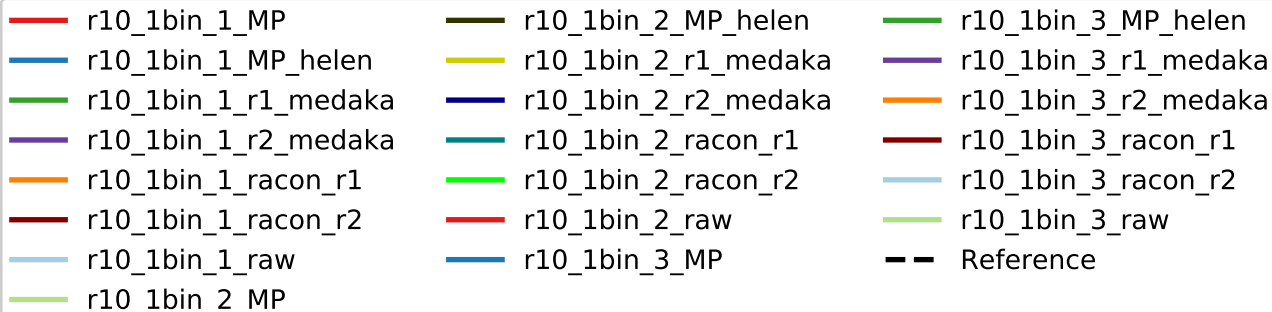 r10_1bin_1_MP
r10_1bin_1_MP_helen
r10_1bin_1_r1_medaka
r10_1bin_1_r2_medaka
r10_1bin_1_racon_r1
r10_1bin_1_racon_r2
r10_1bin_1_raw
r10_1bin_2_MP
r10_1bin_2_MP_helen
r10_1bin_2_r1_medaka
r10_1bin_2_r2_medaka
r10_1bin_2_racon_r1
r10_1bin_2_racon_r2
r10_1bin_2_raw
r10_1bin_3_MP
r10_1bin_3_MP_helen
r10_1bin_3_r1_medaka
r10_1bin_3_r2_medaka
r10_1bin_3_racon_r1
r10_1bin_3_racon_r2
r10_1bin_3_raw
Reference